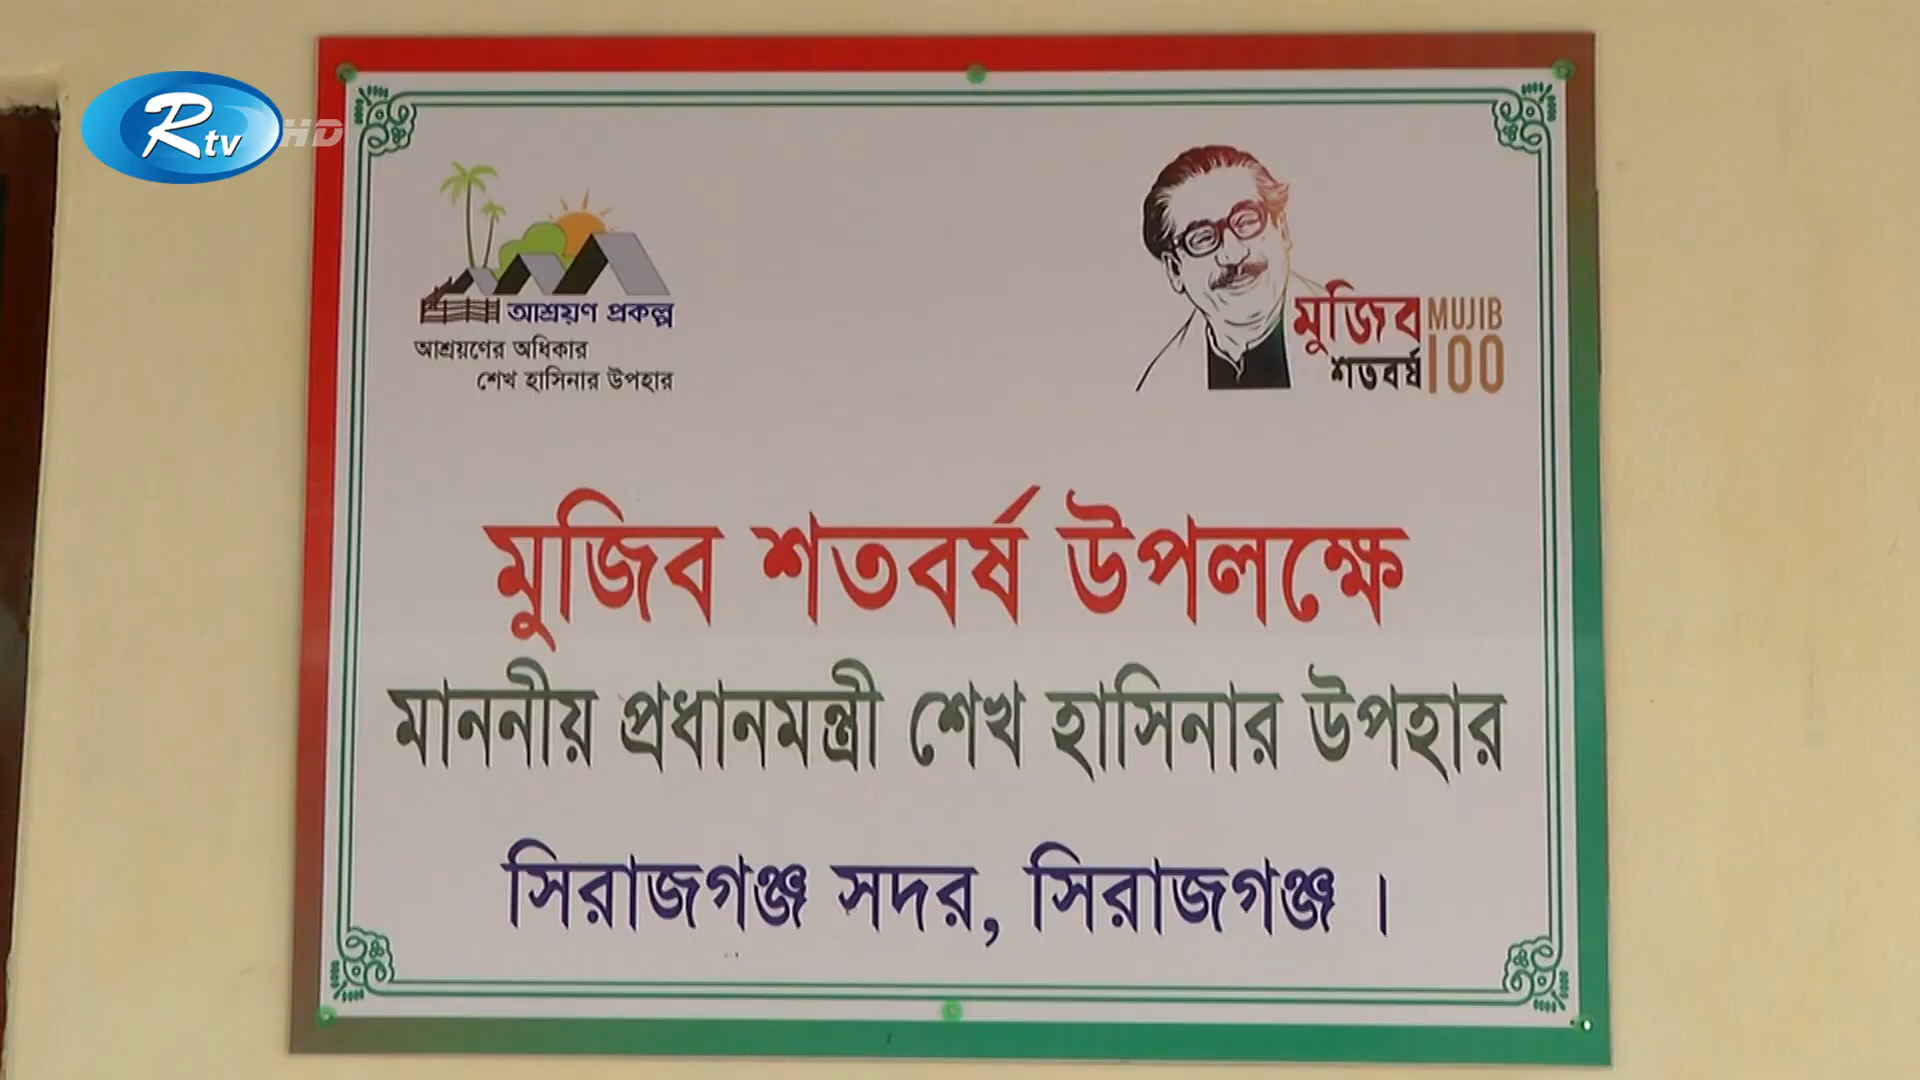 Rtv HD
আশ্রয়ণ প্রকল্প
আশ্রয়ণের অধিকার
শেখ হাসিনার উপহার
মুজিব MUJIB
শতবর্ষ 100
মুজিব শতবর্ষ উপলক্ষে
মাননীয় প্রধানমন্ত্রী শেখ হাসিনার উপহার
সিরাজগঞ্জ সদর, সিরাজগঞ্জ ।